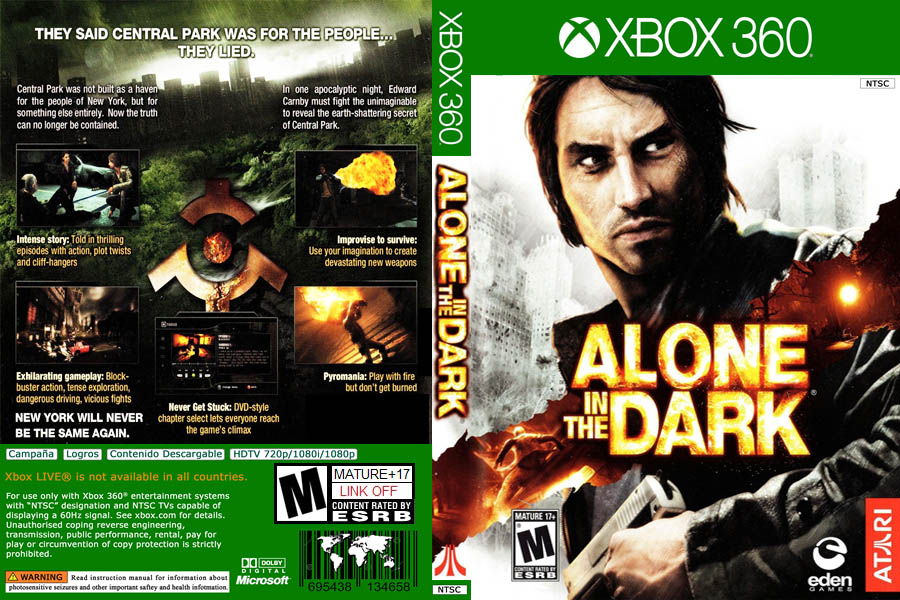 THEY SAID CENTRAL PARK WAS FOR THE PEOPLE...
THEY LIED.
Central Park was not built as a haven
for the people of New York, but for
something else entirely. Now the truth
can no longer be contained.
In one apocalyptic night, Edward
Carnby must fight the unimaginable
to reveal the earth-shattering secret
of Central Park.
Intense story: Told in thrilling
episodes with action, plot twists
and cliff-hangers
Improvise to survive:
Use your imagination to create
devastating new weapons
Exhilarating gameplay: Block-
buster action, tense exploration,
dangerous driving, vicious fights
Pyromania: Play with fire
but don't get burned
Never Get Stuck: DVD-style
chapter select lets everyone reach
the game's climax
NEW YORK WILL NEVER
BE THE SAME AGAIN.
Campaña Logros Contenido Descargable HDTV 720p/1080i/1080p
Xbox LIVE® is not available in all countries.
For use only with Xbox 360® entertainment systems
with "NTSC" designation and NTSC TVs capable of
displaying a 60Hz signal. See xbox.com for details.
Unauthorised coping reverse engineering,
transmission, public performance, rental, pay for
play or circumvention of copy protection is strictly
prohibited.
M
MATURE+17
LINK OFF
CONTENT RATED BY
ESRB
WARNING Read instruction manual for information about
photosensitive seizures and other important saftey and health infotmation.
DOLBY
DIGITAL
Microsoft®
695438 134658
XBOX 360
ALONE
IN
THE
DARK
NTSC
XBOX 360
NTSC
ALONE
IN
THE
DARK®
MATURE 17+
M
CONTENT RATED BY
ESRB
eden
GAMES
ATARI